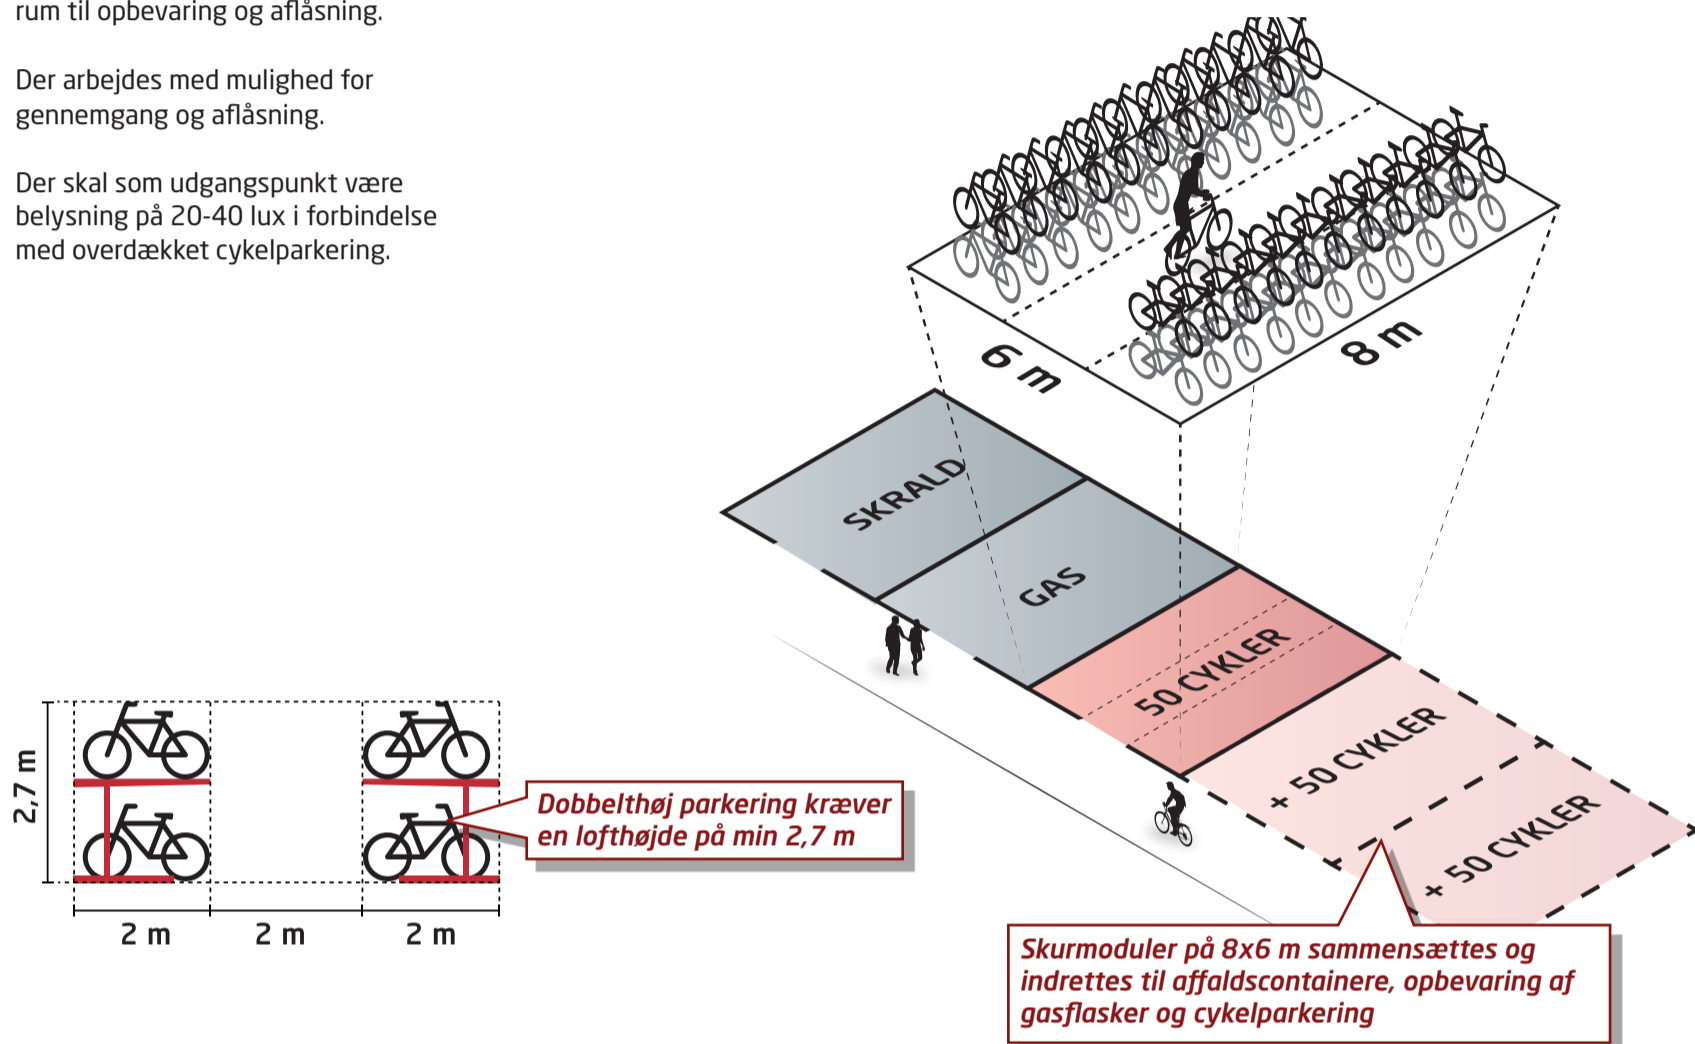 rum til opbevaring og aflåsning.
Der arbejdes med mulighed for
gennemgang og aflåsning.
Der skal som udgangspunkt være
belysning på 20-40 lux i forbindelse
med overdækket cykelparkering.
6 m
8 m
SKRALD
GAS
50 CYKLER
+ 50 CYKLER
+ 50 CYKLER
2,7 m
Dobbelthøj parkering kræver
en lofthøjde på min 2,7 m
2 m
2 m
2 m
Skurmoduler på 8x6 m sammensættes og
indrettes til affaldscontainere, opbevaring af
gasflasker og cykelparkering